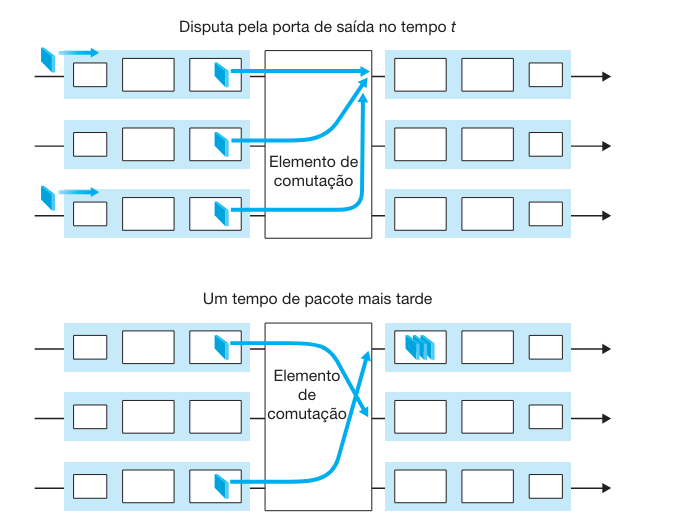 Disputa pela porta de saída no tempo t
Elemento de
comutação
Um tempo de pacote mais tarde
Elemento
de
comutação